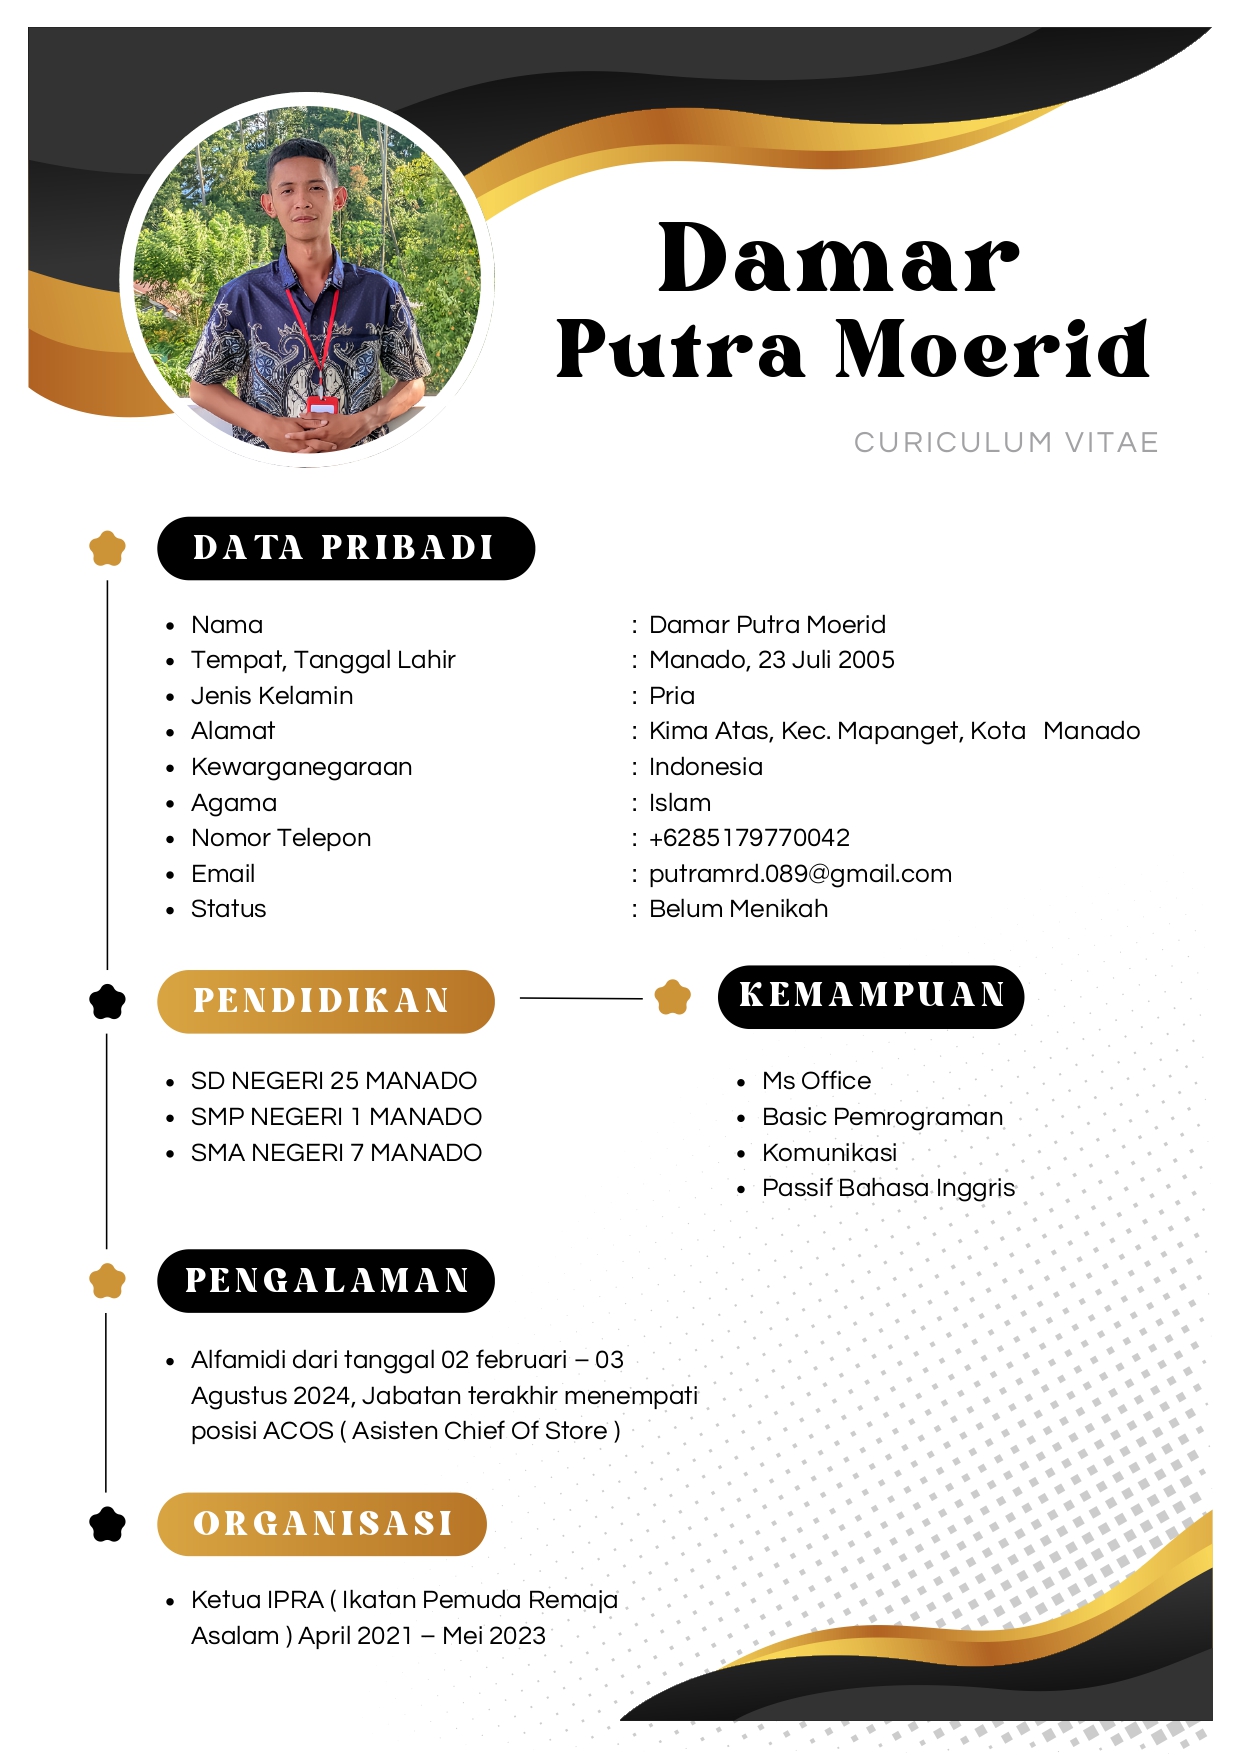 Damar
Putra Moerid
CURICULUM VITAE
DATA PRIBADI
• Nama : Damar Putra Moerid
• Tempat, Tanggal Lahir : Manado, 23 Juli 2005
• Jenis Kelamin : Pria
• Alamat : Kima Atas, Kec. Mapanget, Kota Manado
• Kewarganegaraan : Indonesia
• Agama : Islam
• Nomor Telepon : +6285179770042
• Email : putramrd.089@gmail.com
• Status : Belum Menikah
PENDIDIKAN
• SD NEGERI 25 MANADO
• SMP NEGERI 1 MANADO
• SMA NEGERI 7 MANADO
KEMAMPUAN
• Ms Office
• Basic Pemrograman
• Komunikasi
• Passif Bahasa Inggris
PENGALAMAN
• Alfamidi dari tanggal 02 februari – 03
Agustus 2024, Jabatan terakhir menempati
posisi ACOS ( Asisten Chief Of Store )
ORGANISASI
• Ketua IPRA ( Ikatan Pemuda Remaja
Asalam ) April 2021 – Mei 2023